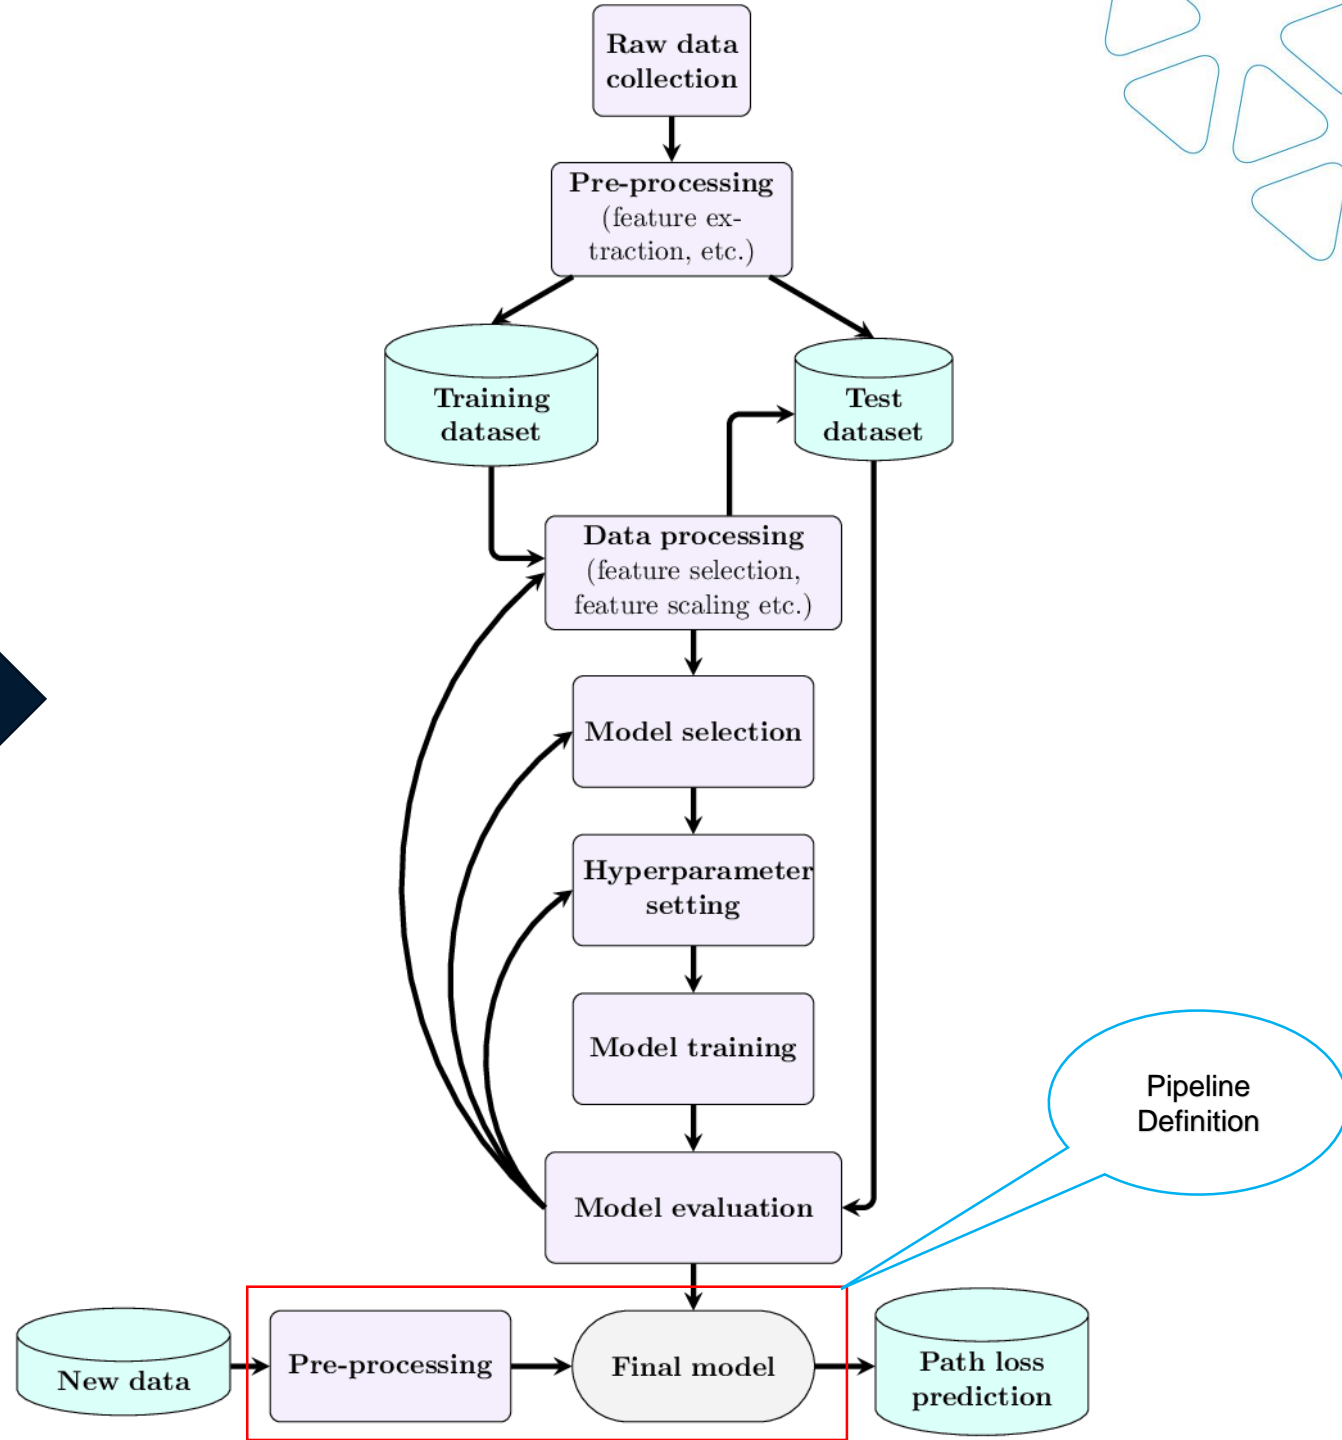 Raw data
collection
Pre-processing
(feature ex-
traction, etc.)
Training
dataset
Test
dataset
Data processing
(feature selection,
feature scaling etc.)
Model selection
Hyperparameter
setting
Model training
Pipeline
Definition
Model evaluation
New data
Pre-processing
Final model
Path loss
prediction